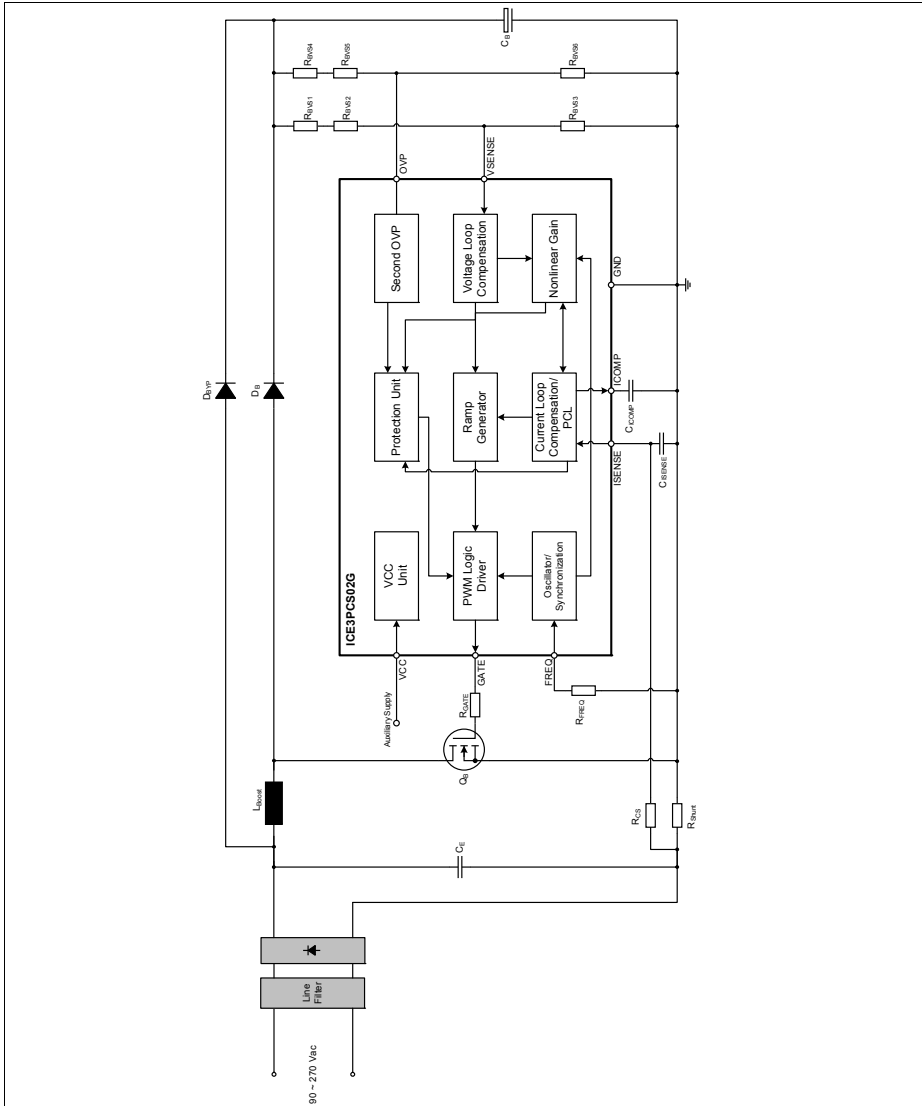 90 ~ 270 Vac
Line
Filter
C_E
L_Boost
R_CS
R_Shunt
Q_B
R_GATE
R_FREQ
Auxiliary Supply
D_BYP
D_B
ICE3PCS02G
VCC
GATE
FREQ
VCC
Unit
PWM Logic
Driver
Oscillator/
Synchronization
Protection Unit
Ramp
Generator
Current Loop
Compensation/
PCL
Second OVP
Voltage Loop
Compensation
Nonlinear Gain
ISENSE
ICOMP
GND
C_ISENSE
C_ICOMP
OVP
VSENSE
R_BVS4
R_BVS5
R_BVS6
R_BVS1
R_BVS2
R_BVS3
C_B